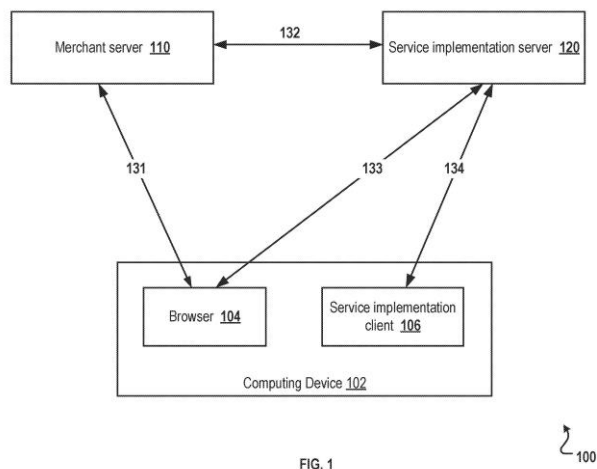 Merchant server 110
132
Service implementation server 120
131
133
134
Browser 104
Service implementation
client 106
Computing Device 102
100
FIG. 1